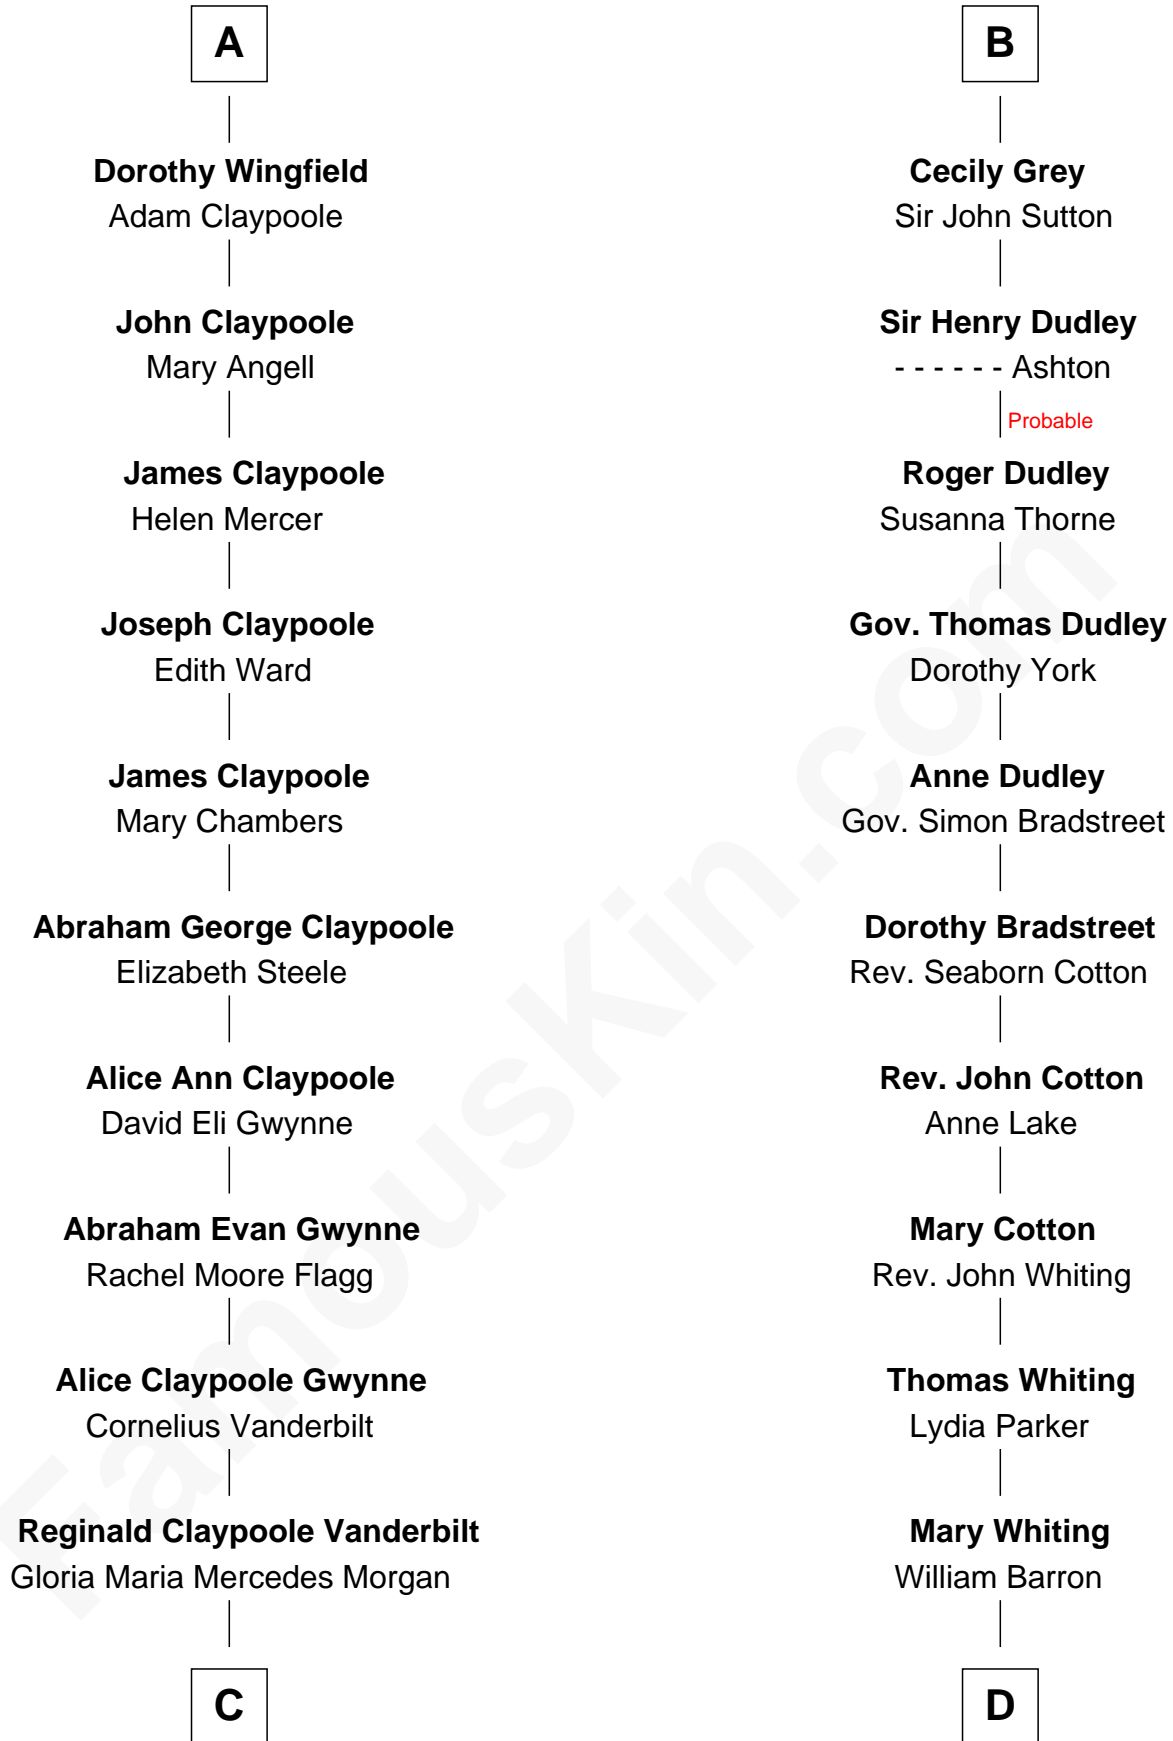 A
Dorothy Wingfield
Adam Claypoole
John Claypoole
Mary Angell
James Claypoole
Helen Mercer
Joseph Claypoole
Edith Ward
James Claypoole
Mary Chambers
Abraham George Claypoole
Elizabeth Steele
Alice Ann Claypoole
David Eli Gwynne
Abraham Evan Gwynne
Rachel Moore Flagg
Alice Claypoole Gwynne
Cornelius Vanderbilt
Reginald Claypoole Vanderbilt
Gloria Maria Mercedes Morgan
C
B
Cecily Grey
Sir John Sutton
Sir Henry Dudley
- - - - - - Ashton
Probable
Roger Dudley
Susanna Thorne
Gov. Thomas Dudley
Dorothy York
Anne Dudley
Gov. Simon Bradstreet
Dorothy Bradstreet
Rev. Seaborn Cotton
Rev. John Cotton
Anne Lake
Mary Cotton
Rev. John Whiting
Thomas Whiting
Lydia Parker
Mary Whiting
William Barron
D
FamousKin.com